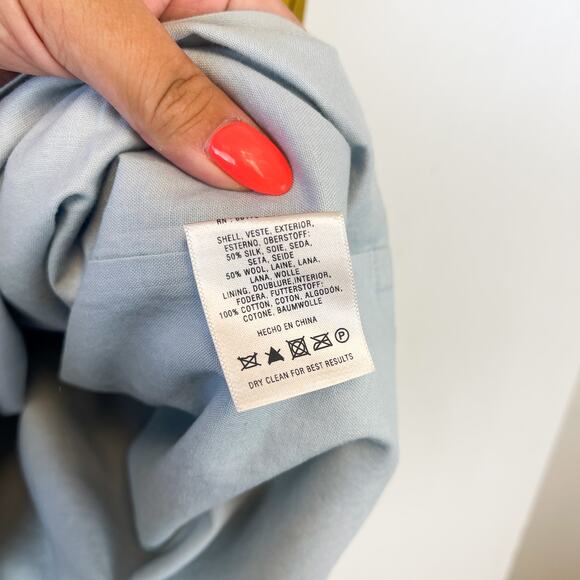 RN :
SHELL, VESTE, EXTERIOR,
ESTERNO, OBERSTOFF:
50% SILK, SOIE, SEDA,
SETA, SEIDE
50% WOOL, LAINE, LANA,
LANA, WOLLE
LINING, DOUBLURE,INTERIOR,
FODERA, FUTTERSTOFF:
100% COTTON, COTON, ALGODÓN,
COTONE, BAUMWOLLE
HECHO EN CHINA
P
DRY CLEAN FOR BEST RESULTS